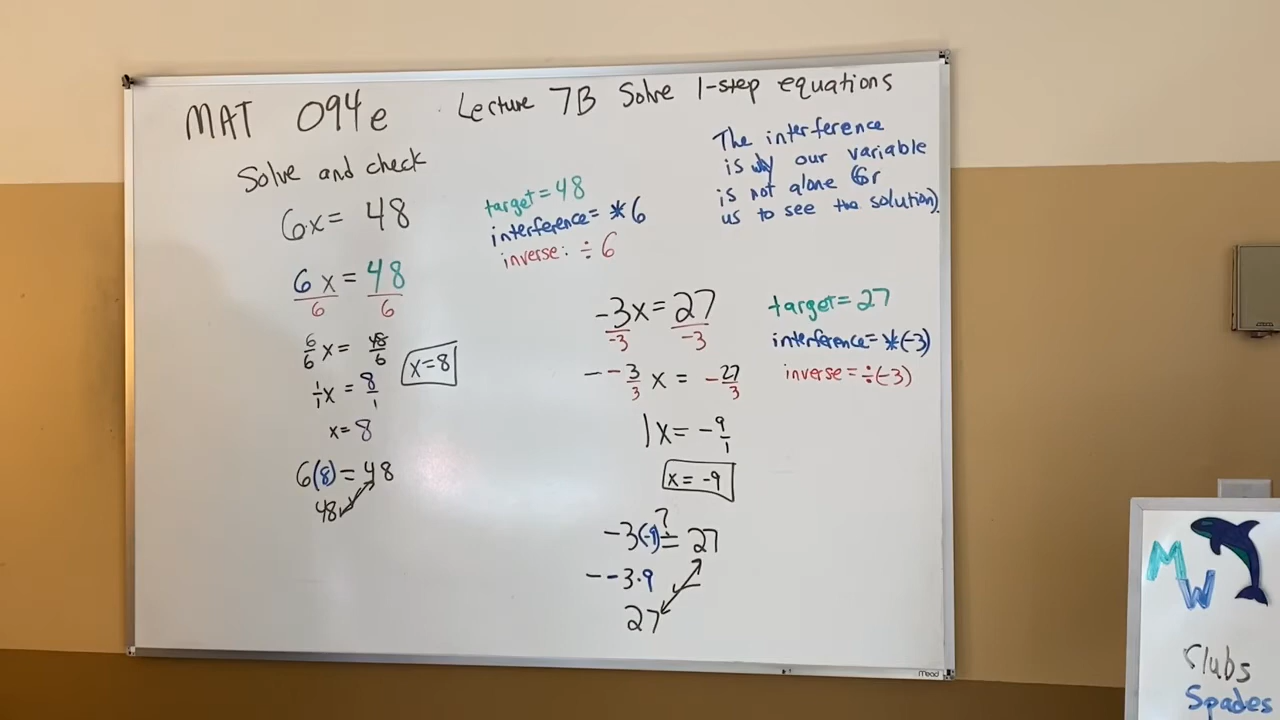 MAT 094e Lecture 7B Solve 1-step equations
Solve and check
6x = 48
6x = 48
6 6
6/6 x = 48/6
1/1 x = 8/1
x = 8
x=8
6(8) = 48
48
target = 48
interference = *6
inverse: ÷ 6
The interference
is why our variable
is not alone (for
us to see the solution).
-3x = 27
-3 -3
--3/3 x = -27/3
1x = -9/1
x = -9
-3(-9) ?= 27
--3·9
27
target = 27
interference = *(-3)
inverse = ÷(-3)
Mead
MW
Clubs
Spades